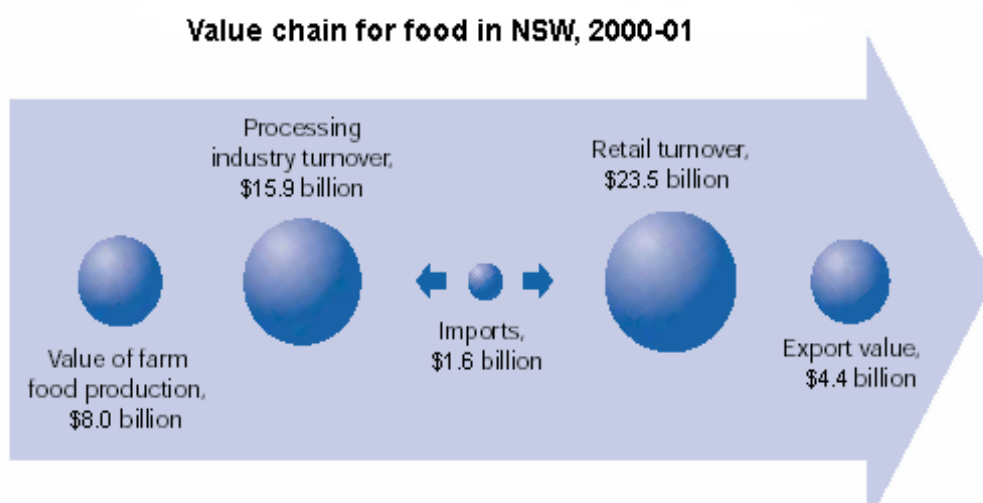 Value chain for food in NSW, 2000-01
Processing
industry turnover,
$15.9 billion
Retail turnover,
$23.5 billion
Value of farm
food production,
$8.0 billion
Imports,
$1.6 billion
Export value,
$4.4 billion